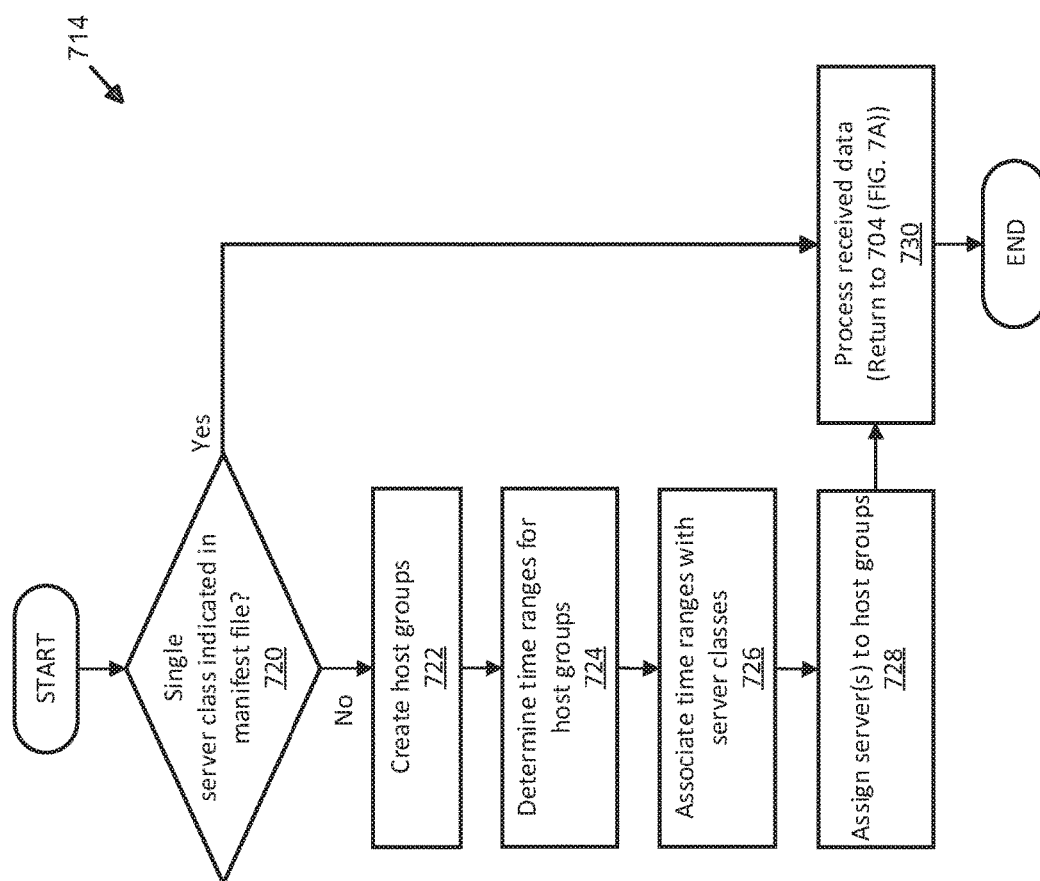 714
START
Single
server class indicated in
manifest file?
720
Yes
No
Create host groups
722
Determine time ranges for
host groups
724
Associate time ranges with
server classes
726
Assign server(s) to host groups
728
Process received data
(Return to 704 (FIG. 7A))
730
END